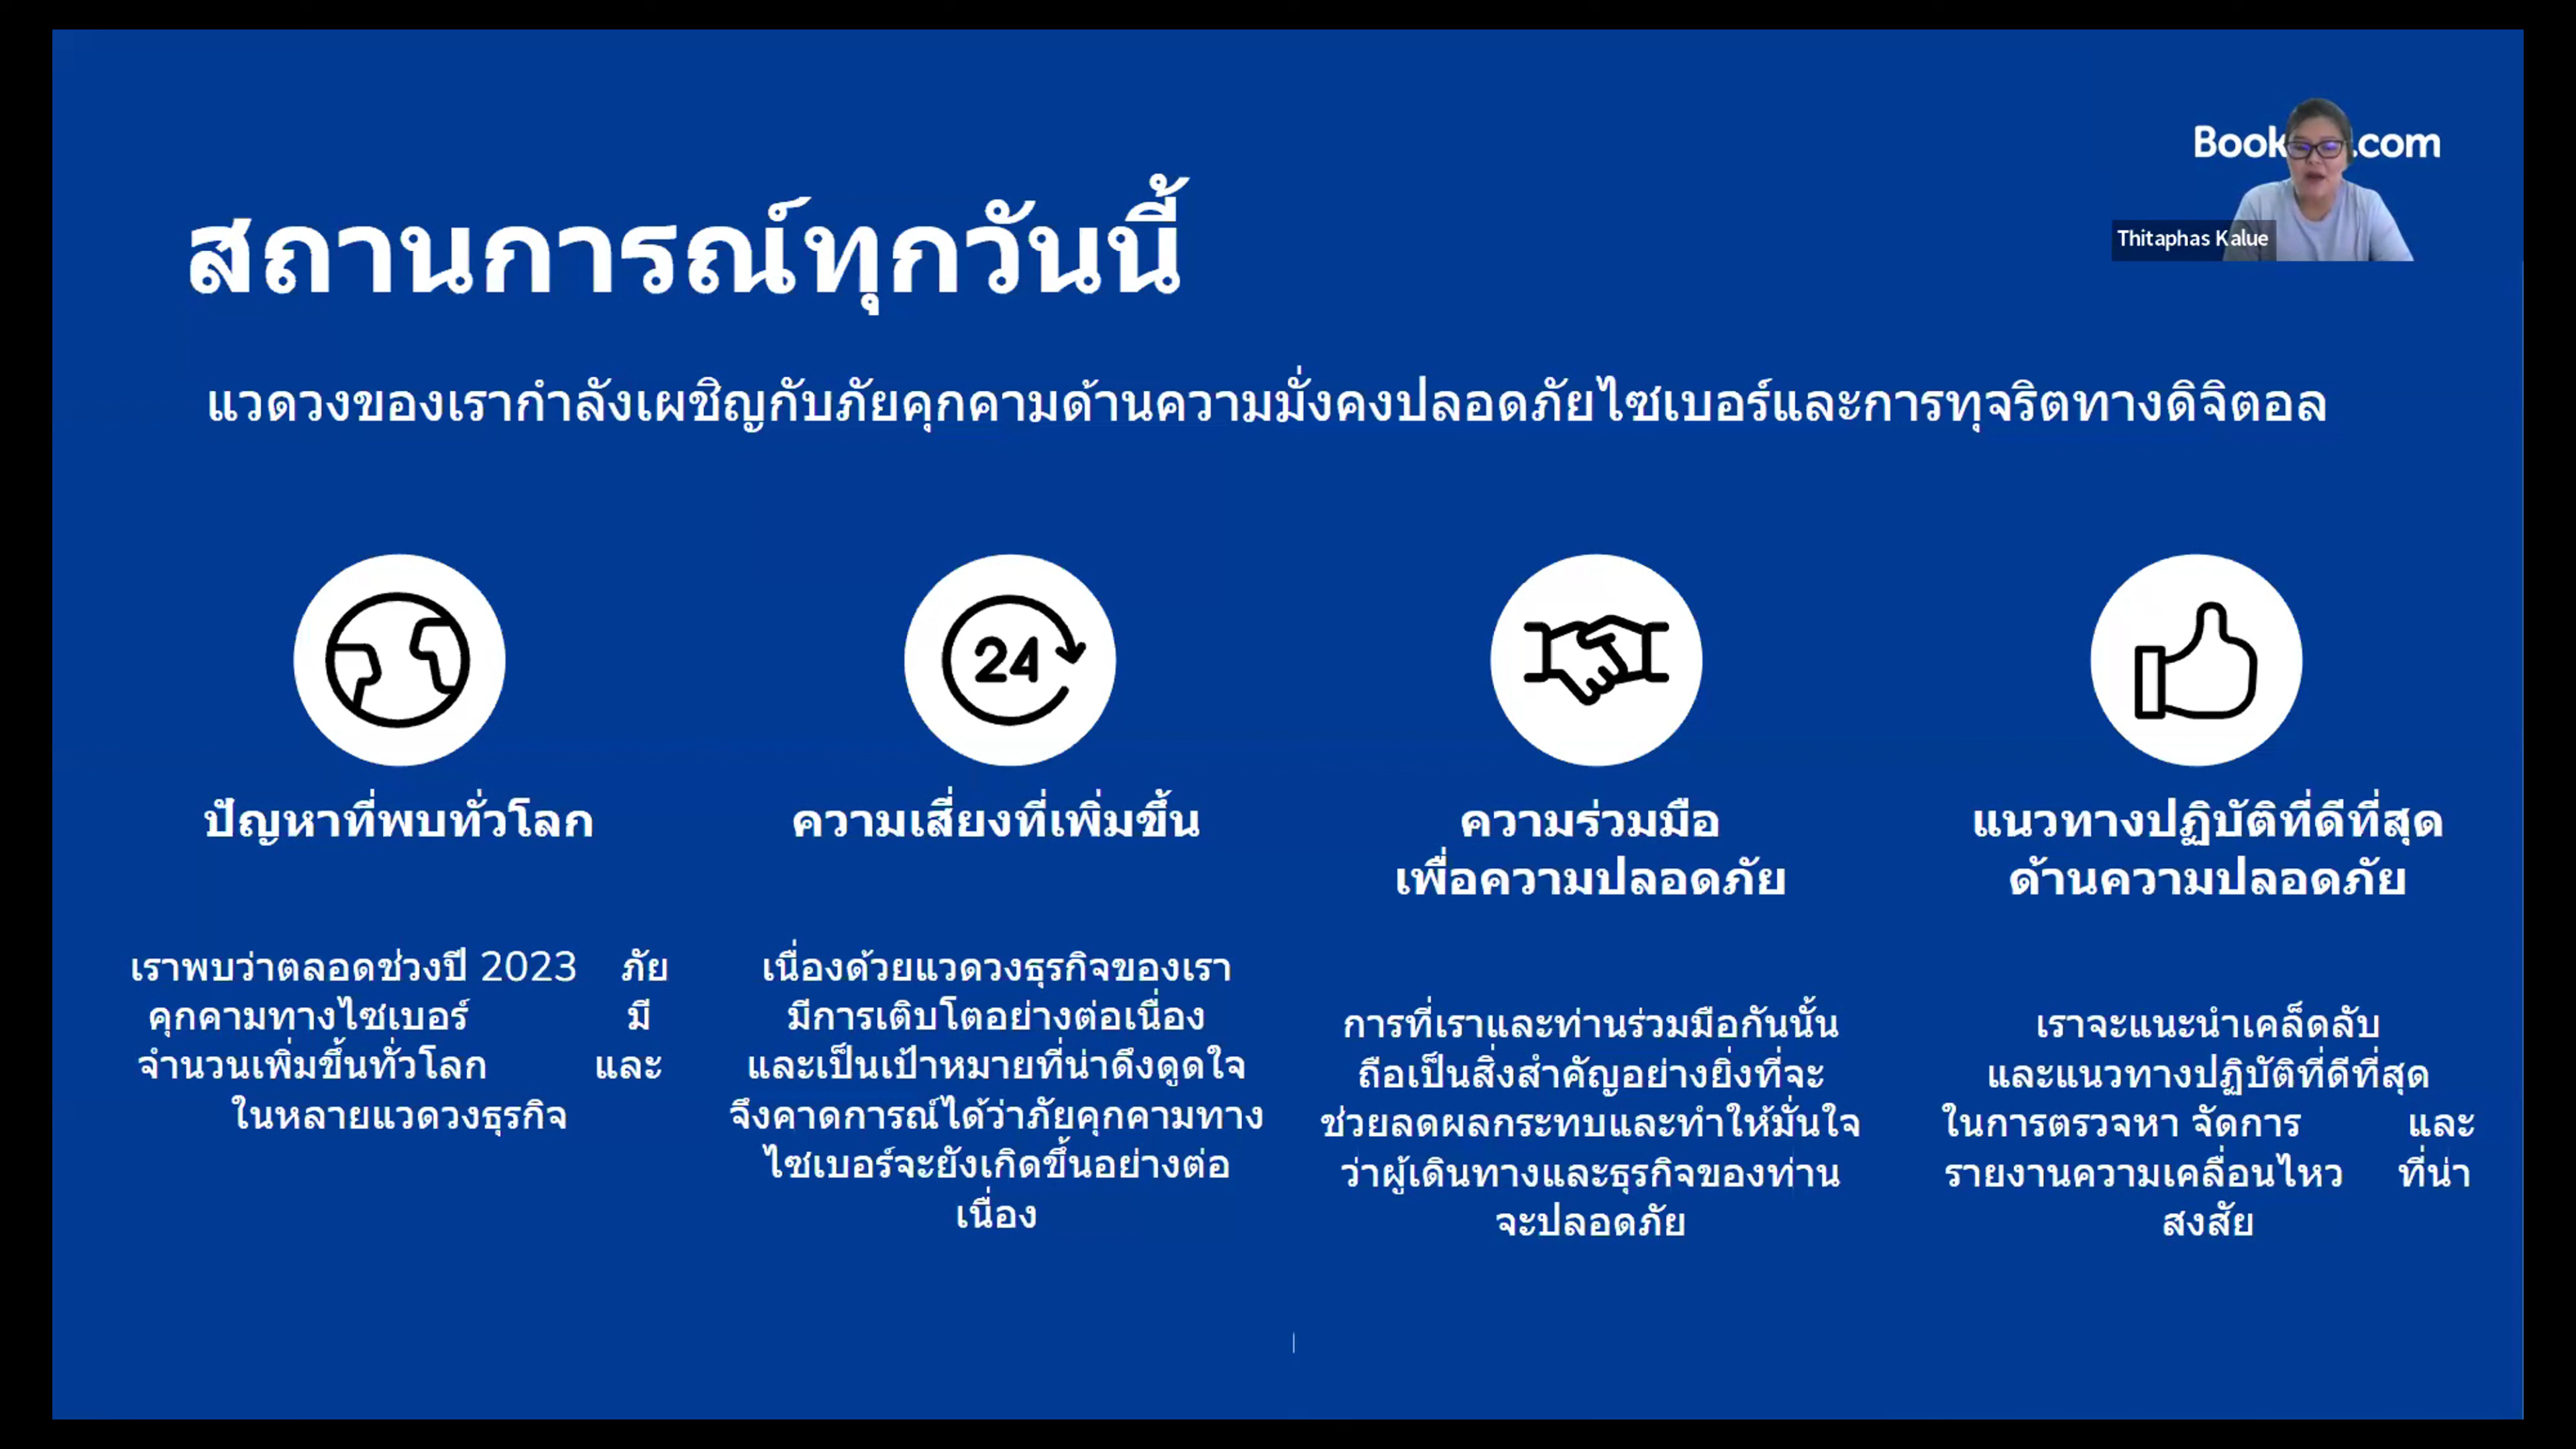 Book .com
Thitaphas Kalue
สถานการณ์ทุกวันนี้
แวดวงของเรากำลังเผชิญกับภัยคุกคามด้านความมั่งคงปลอดภัยไซเบอร์และการทุจริตทางดิจิตอล
24
ปัญหาที่พบทั่วโลก
เราพบว่าตลอดช่วงปี 2023 ภัย
คุกคามทางไซเบอร์ มี
จำนวนเพิ่มขึ้นทั่วโลก และ
ในหลายแวดวงธุรกิจ
ความเสี่ยงที่เพิ่มขึ้น
เนื่องด้วยแวดวงธุรกิจของเรา
มีการเติบโตอย่างต่อเนื่อง
และเป็นเป้าหมายที่น่าดึงดูดใจ
จึงคาดการณ์ได้ว่าภัยคุกคามทาง
ไซเบอร์จะยังเกิดขึ้นอย่างต่อ
เนื่อง
ความร่วมมือ
เพื่อความปลอดภัย
การที่เราและท่านร่วมมือกันนั้น
ถือเป็นสิ่งสำคัญอย่างยิ่งที่จะ
ช่วยลดผลกระทบและทำให้มั่นใจ
ว่าผู้เดินทางและธุรกิจของท่าน
จะปลอดภัย
แนวทางปฏิบัติที่ดีที่สุด
ด้านความปลอดภัย
เราจะแนะนำเคล็ดลับ
และแนวทางปฏิบัติที่ดีที่สุด
ในการตรวจหา จัดการ และ
รายงานความเคลื่อนไหว ที่น่า
สงสัย